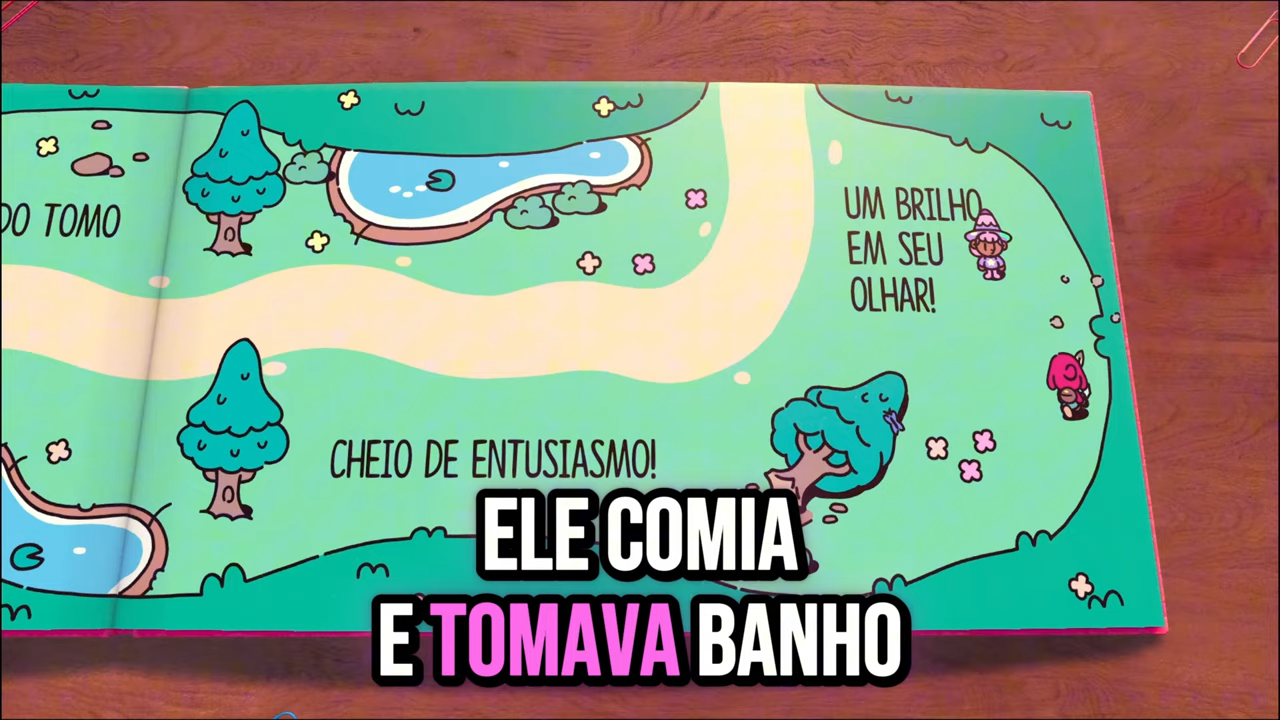 DO TOMO
UM BRILHO
EM SEU
OLHAR!
CHEIO DE ENTUSIASMO!
ELE COMIA
E TOMAVA BANHO